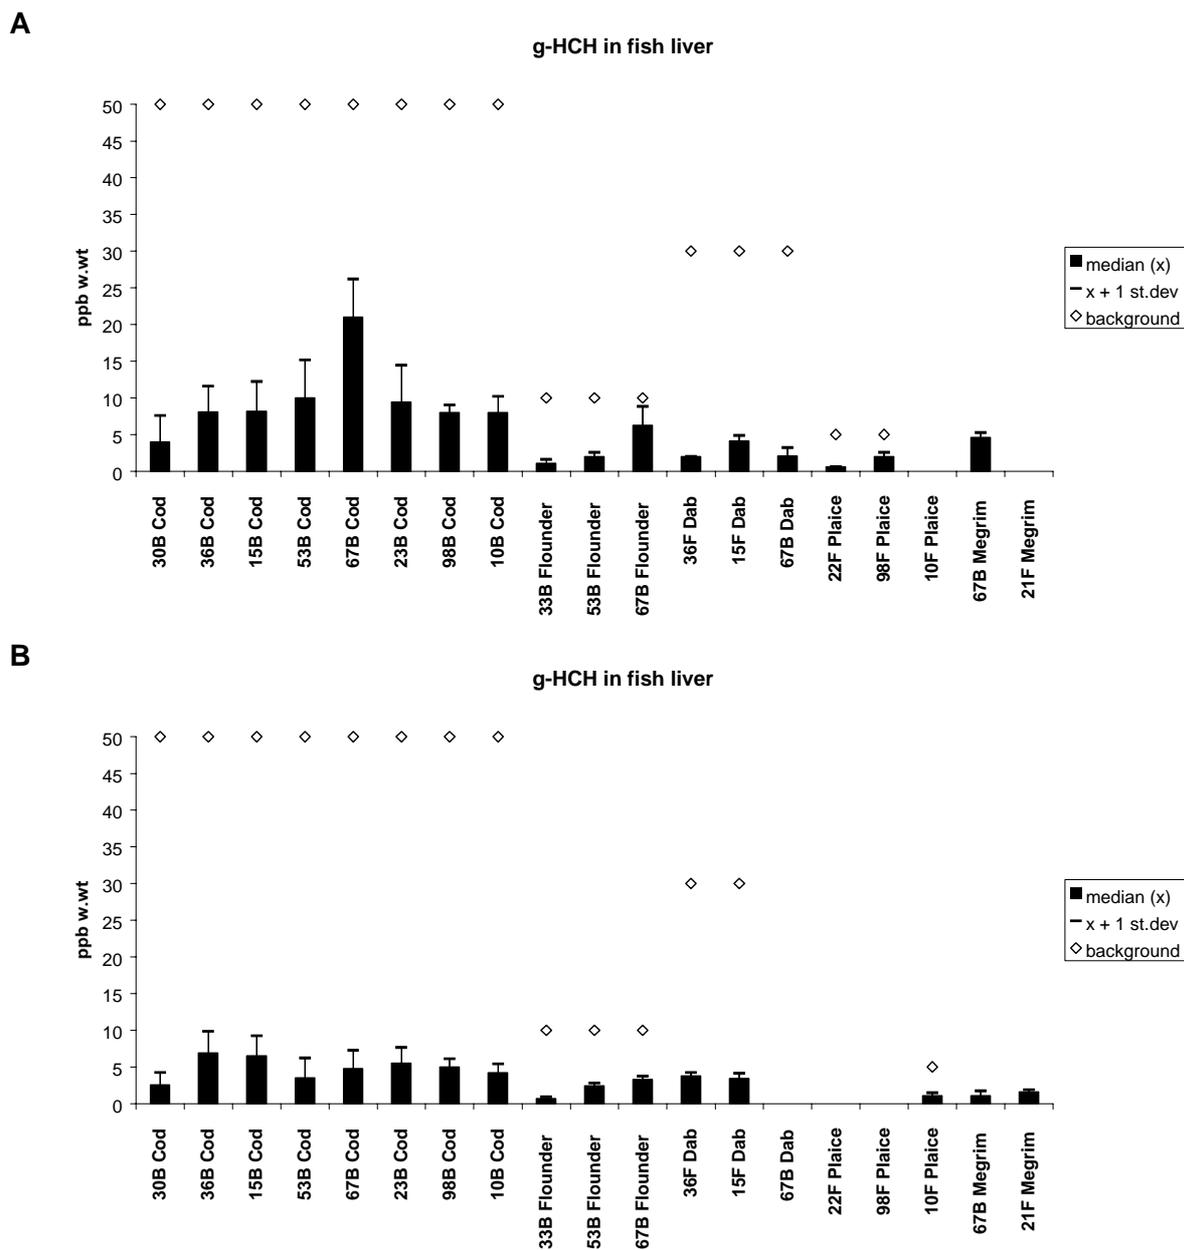 A
g-HCH in fish liver
50
45
40
35
30
25
20
15
10
5
0
ppb w.wt
median (x)
x + 1 st.dev
background
30B Cod
36B Cod
15B Cod
53B Cod
67B Cod
23B Cod
98B Cod
10B Cod
33B Flounder
53B Flounder
67B Flounder
36F Dab
15F Dab
67B Dab
22F Plaice
98F Plaice
10F Plaice
67B Megrim
21F Megrim
B
g-HCH in fish liver
50
45
40
35
30
25
20
15
10
5
0
ppb w.wt
median (x)
x + 1 st.dev
background
30B Cod
36B Cod
15B Cod
53B Cod
67B Cod
23B Cod
98B Cod
10B Cod
33B Flounder
53B Flounder
67B Flounder
36F Dab
15F Dab
67B Dab
22F Plaice
98F Plaice
10F Plaice
67B Megrim
21F Megrim